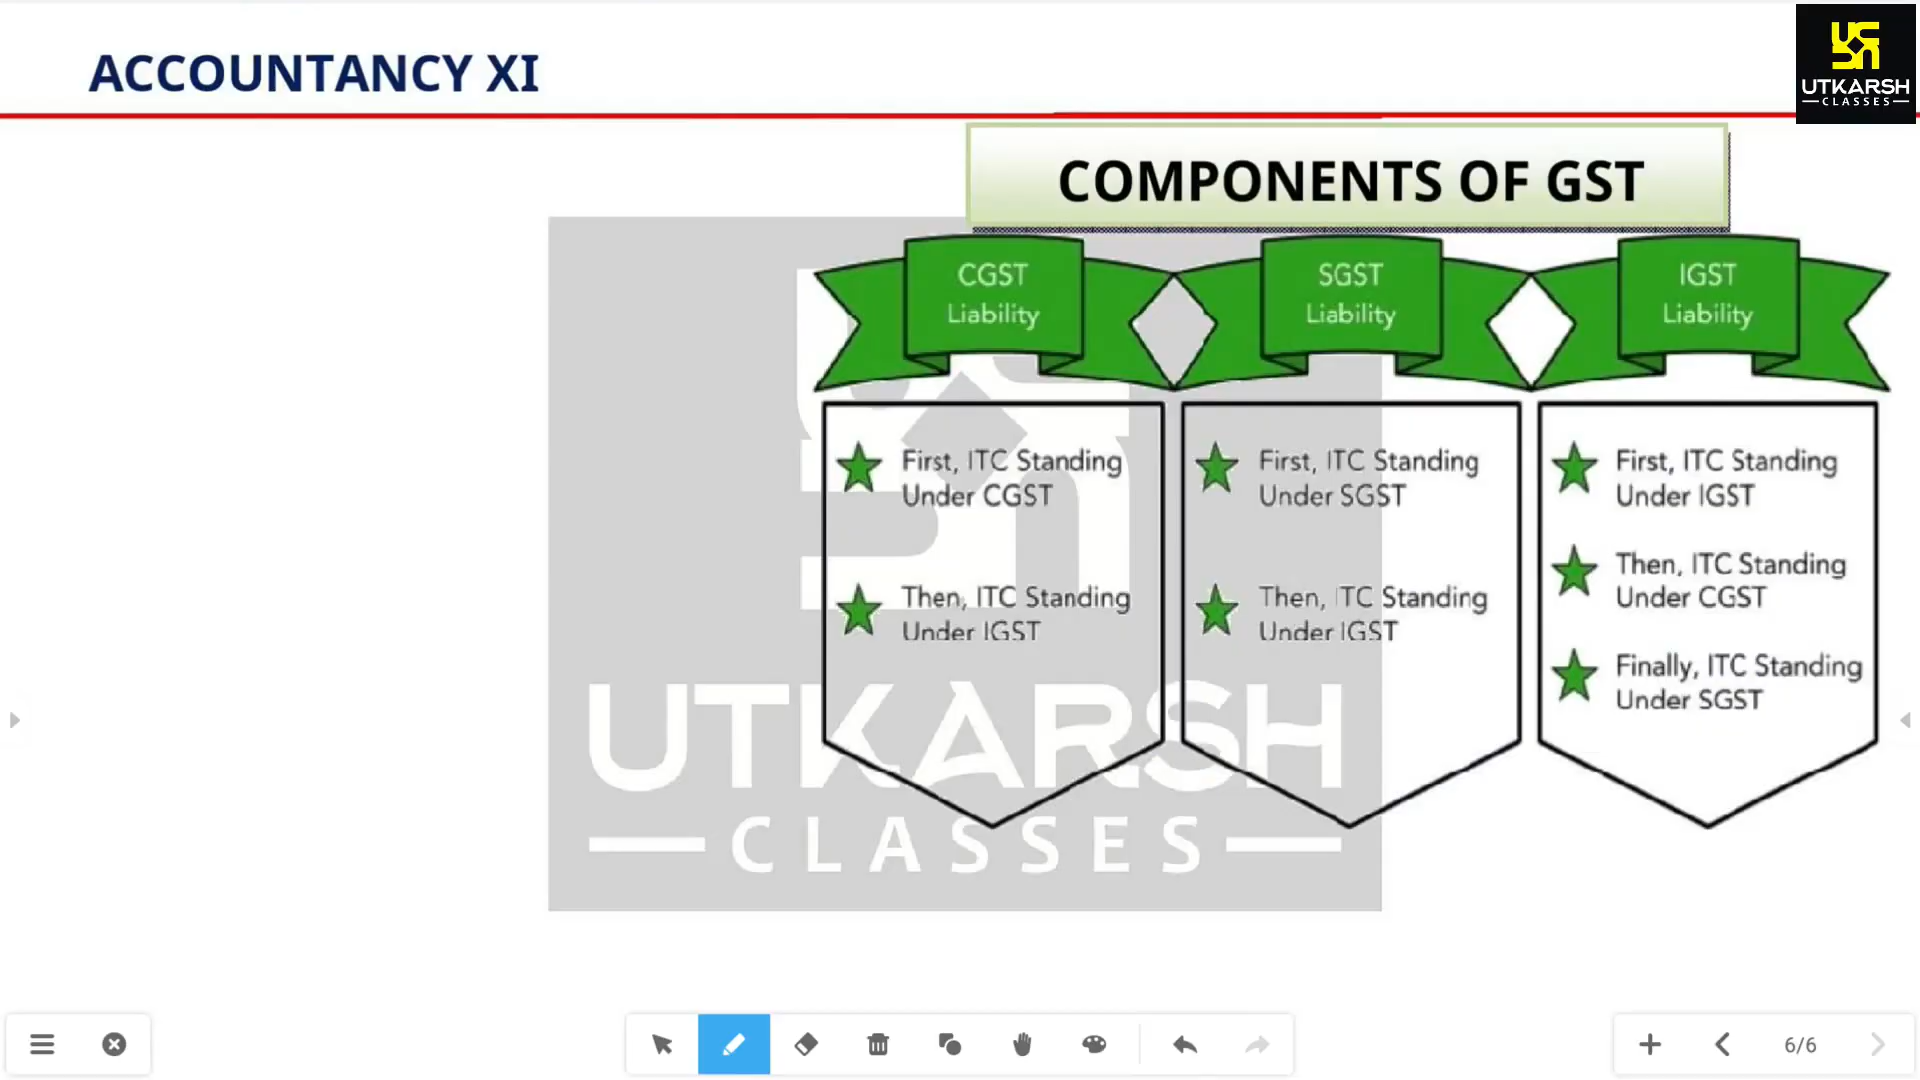 ACCOUNTANCY XI
UTKARSH
CLASSES
COMPONENTS OF GST
CGST
Liability
First, ITC Standing
Under CGST
Then, ITC Standing
Under IGST
SGST
Liability
First, ITC Standing
Under SGST
Then, ITC Standing
Under IGST
IGST
Liability
First, ITC Standing
Under IGST
Then, ITC Standing
Under CGST
Finally, ITC Standing
Under SGST
UTKARSH
CLASSES
6/6